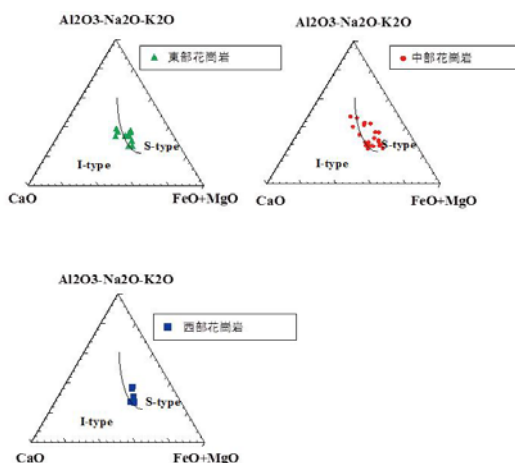 Al2O3-Na2O-K2O
東部花崗岩
I-type
S-type
CaO
FeO+MgO
Al2O3-Na2O-K2O
中部花崗岩
I-type
S-type
CaO
FeO+MgO
Al2O3-Na2O-K2O
西部花崗岩
I-type
S-type
CaO
FeO+MgO